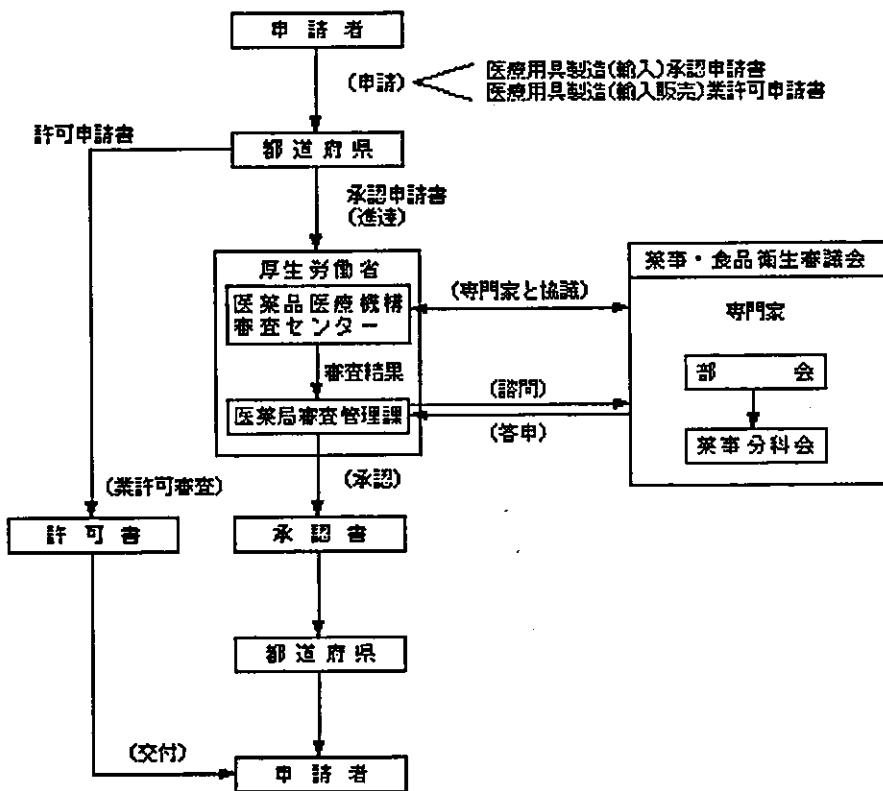 申請者
(申請)
医療用具製造(輸入)承認申請書
医療用具製造(輸入販売)業許可申請書
許可申請書
都道府県
承認申請書
(進達)
厚生労働省
医薬品医療機構
審査センター
(専門家と協議)
薬事・食品衛生審議会
専門家
審査結果
部会
(諮問)
医薬局審査管理課
(答申)
薬事分科会
(承認)
(業許可審査)
許可書
承認書
都道府県
(交付)
申請者